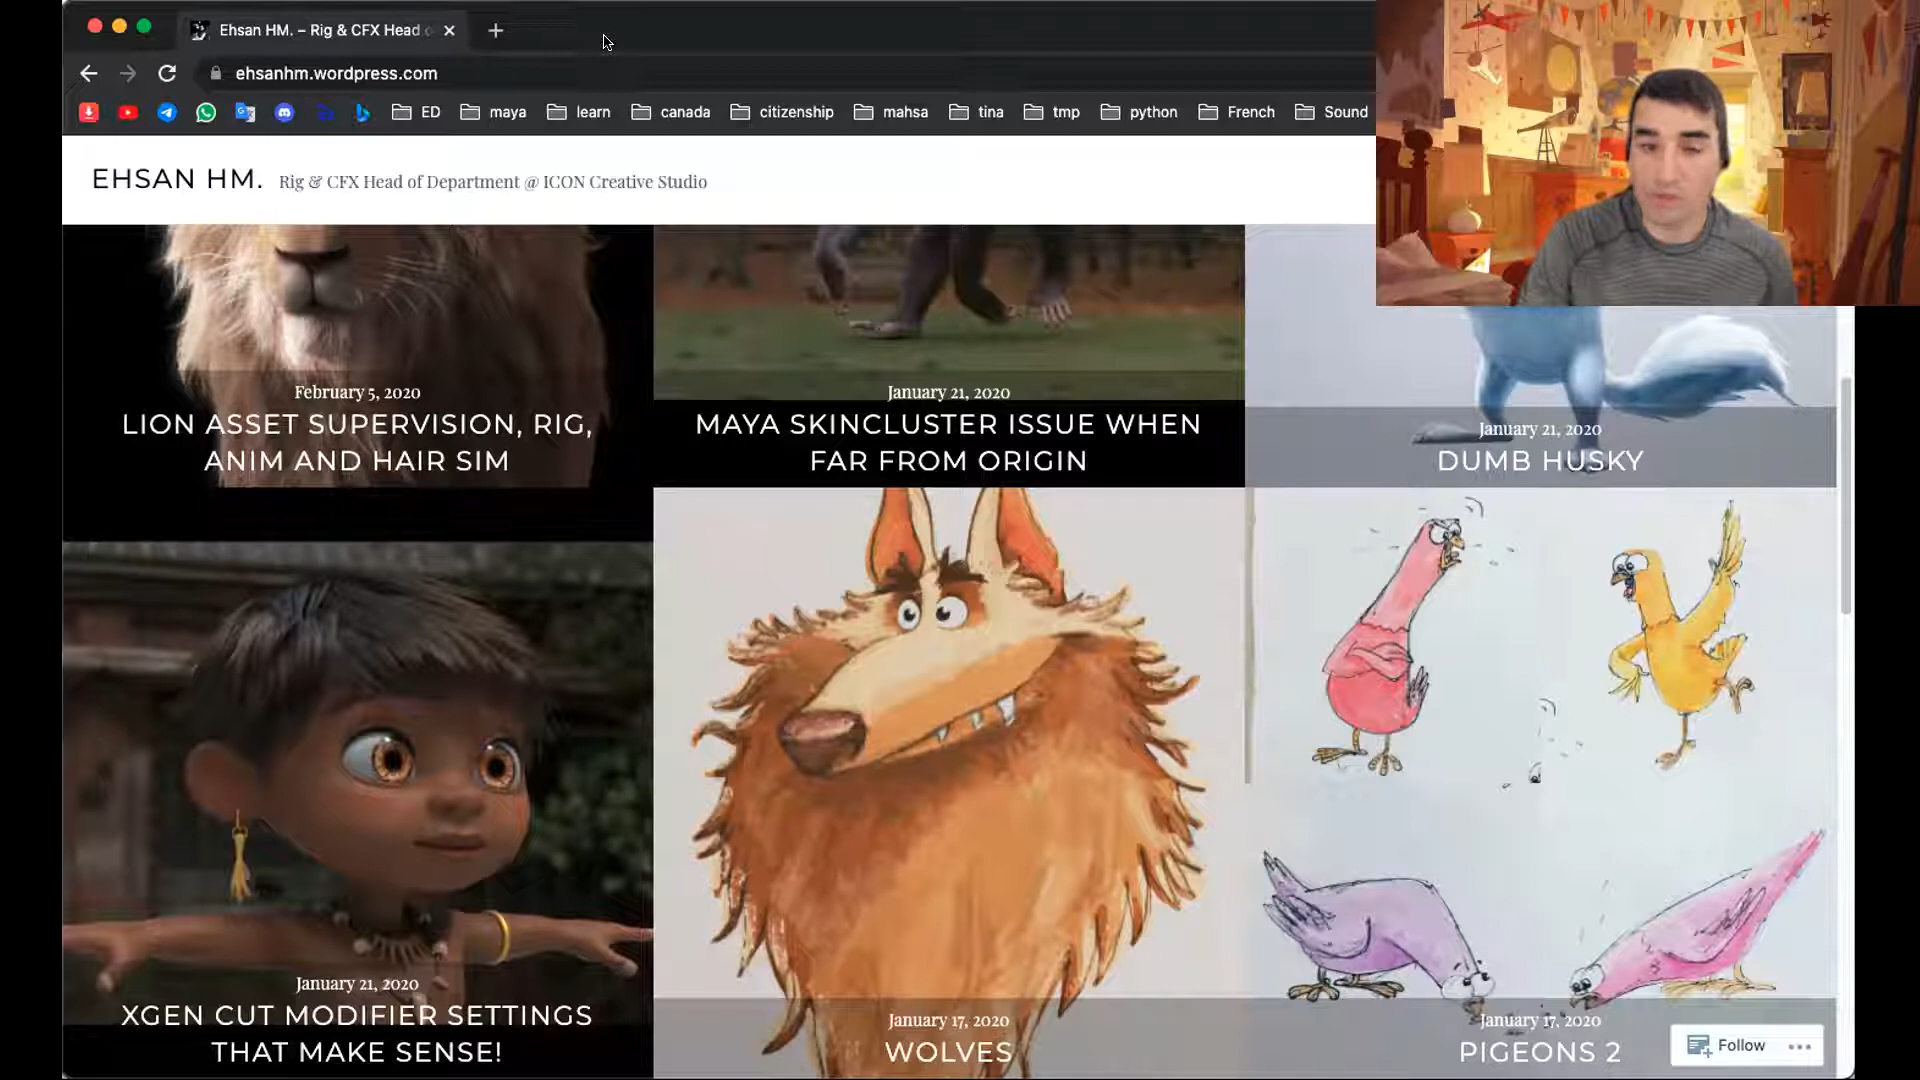 Ehsan HM. – Rig & CFX Head
ehsanhm.wordpress.com
ED maya learn canada citizenship mahsa tina tmp python French Sound
EHSAN HM. Rig & CFX Head of Department @ ICON Creative Studio
February 5, 2020
LION ASSET SUPERVISION, RIG,
ANIM AND HAIR SIM
January 21, 2020
MAYA SKINCLUSTER ISSUE WHEN
FAR FROM ORIGIN
January 21, 2020
DUMB HUSKY
January 21, 2020
XGEN CUT MODIFIER SETTINGS
THAT MAKE SENSE!
January 17, 2020
WOLVES
January 17, 2020
PIGEONS 2
Follow